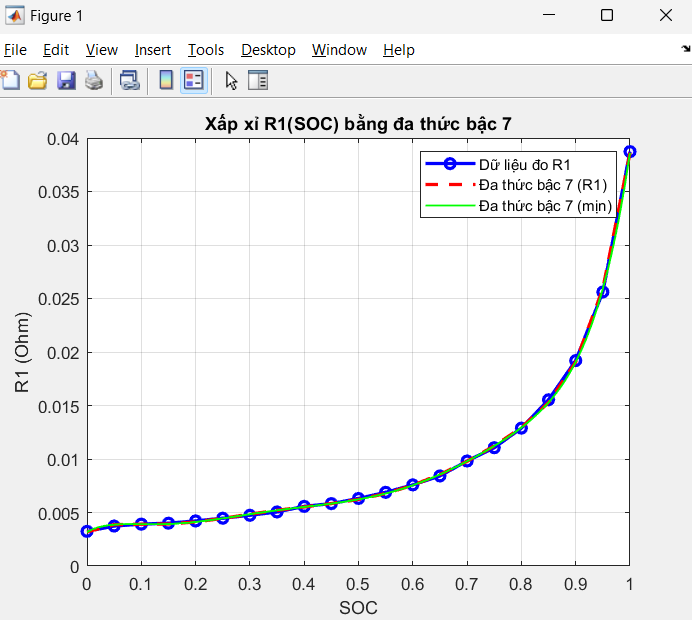 Figure 1
File Edit View Insert Tools Desktop Window Help
Xấp xỉ R1(SOC) bằng đa thức bậc 7
Dữ liệu đo R1
Đa thức bậc 7 (R1)
Đa thức bậc 7 (mịn)
0.04
0.035
0.03
0.025
0.02
0.015
0.01
0.005
0
R1 (Ohm)
0 0.1 0.2 0.3 0.4 0.5 0.6 0.7 0.8 0.9 1
SOC